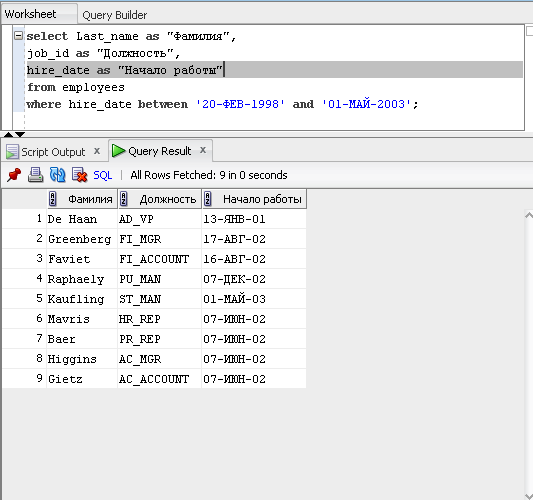 Worksheet Query Builder
select Last_name as "Фамилия",
job_id as "Должность",
hire_date as "Начало работы"
from employees
where hire_date between '20-ФЕВ-1998' and '01-МАЙ-2003';
Script Output x Query Result x
SQL | All Rows Fetched: 9 in 0 seconds
Фамилия Должность Начало работы
1 De Haan AD_VP 13-ЯНВ-01
2 Greenberg FI_MGR 17-АВГ-02
3 Faviet FI_ACCOUNT 16-АВГ-02
4 Raphaely PU_MAN 07-ДЕК-02
5 Kaufling ST_MAN 01-МАЙ-03
6 Mavris HR_REP 07-ИЮН-02
7 Baer PR_REP 07-ИЮН-02
8 Higgins AC_MGR 07-ИЮН-02
9 Gietz AC_ACCOUNT 07-ИЮН-02